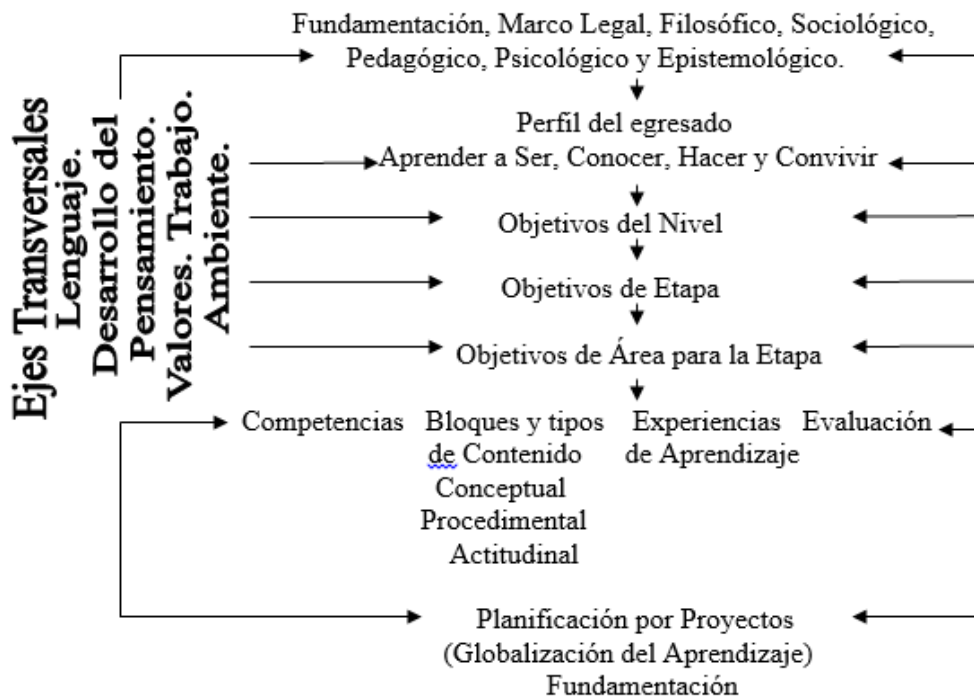 Fundamentación, Marco Legal, Filosófico, Sociológico,
Pedagógico, Psicológico y Epistemológico.
Perfil del egresado
Aprender a Ser, Conocer, Hacer y Convivir
Objetivos del Nivel
Objetivos de Etapa
Objetivos de Área para la Etapa
Ejes Transversales
Lenguaje.
Desarrollo del
Pensamiento.
Valores. Trabajo.
Ambiente.
Competencias
Bloques y tipos
de Contenido
Conceptual
Procedimental
Actitudinal
Experiencias
de Aprendizaje
Evaluación
Planificación por Proyectos
(Globalización del Aprendizaje)
Fundamentación